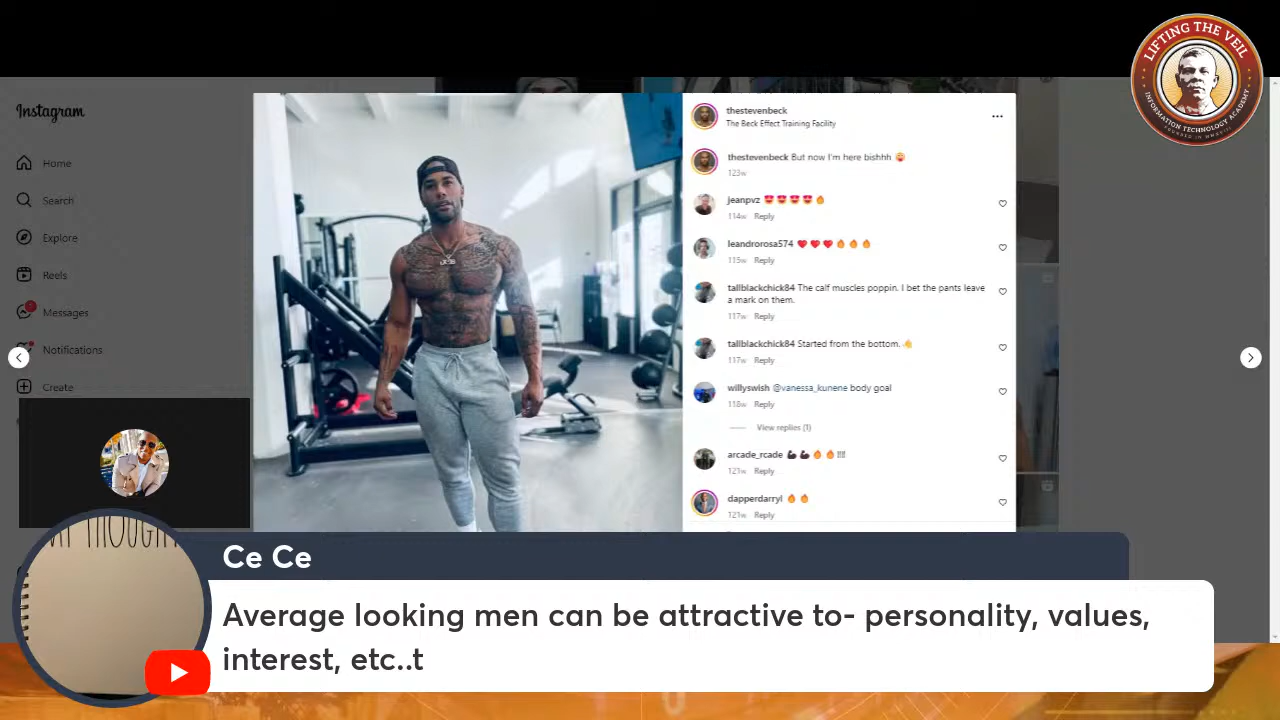 Instagram
Home
Search
Explore
Reels
Messages
Notifications
Create
thestevenbeck
The Beck Effect Training Facility
thestevenbeck But now I'm here bishhh
123w
jeanpvz
114w Reply
leandrorosa574
115w Reply
tallblackchick84 The calf muscles poppin. I bet the pants leave
a mark on them.
117w Reply
tallblackchick84 Started from the bottom.
117w Reply
willyswish @vanessa_kunene body goal
118w Reply
View replies (1)
arcade_rcade !!!!
121w Reply
dapperdarryl
121w Reply
LIFTING THE VEIL
INFORMATION TECHNOLOGY ACADEMY
Ce Ce
Average looking men can be attractive to- personality, values,
interest, etc..t